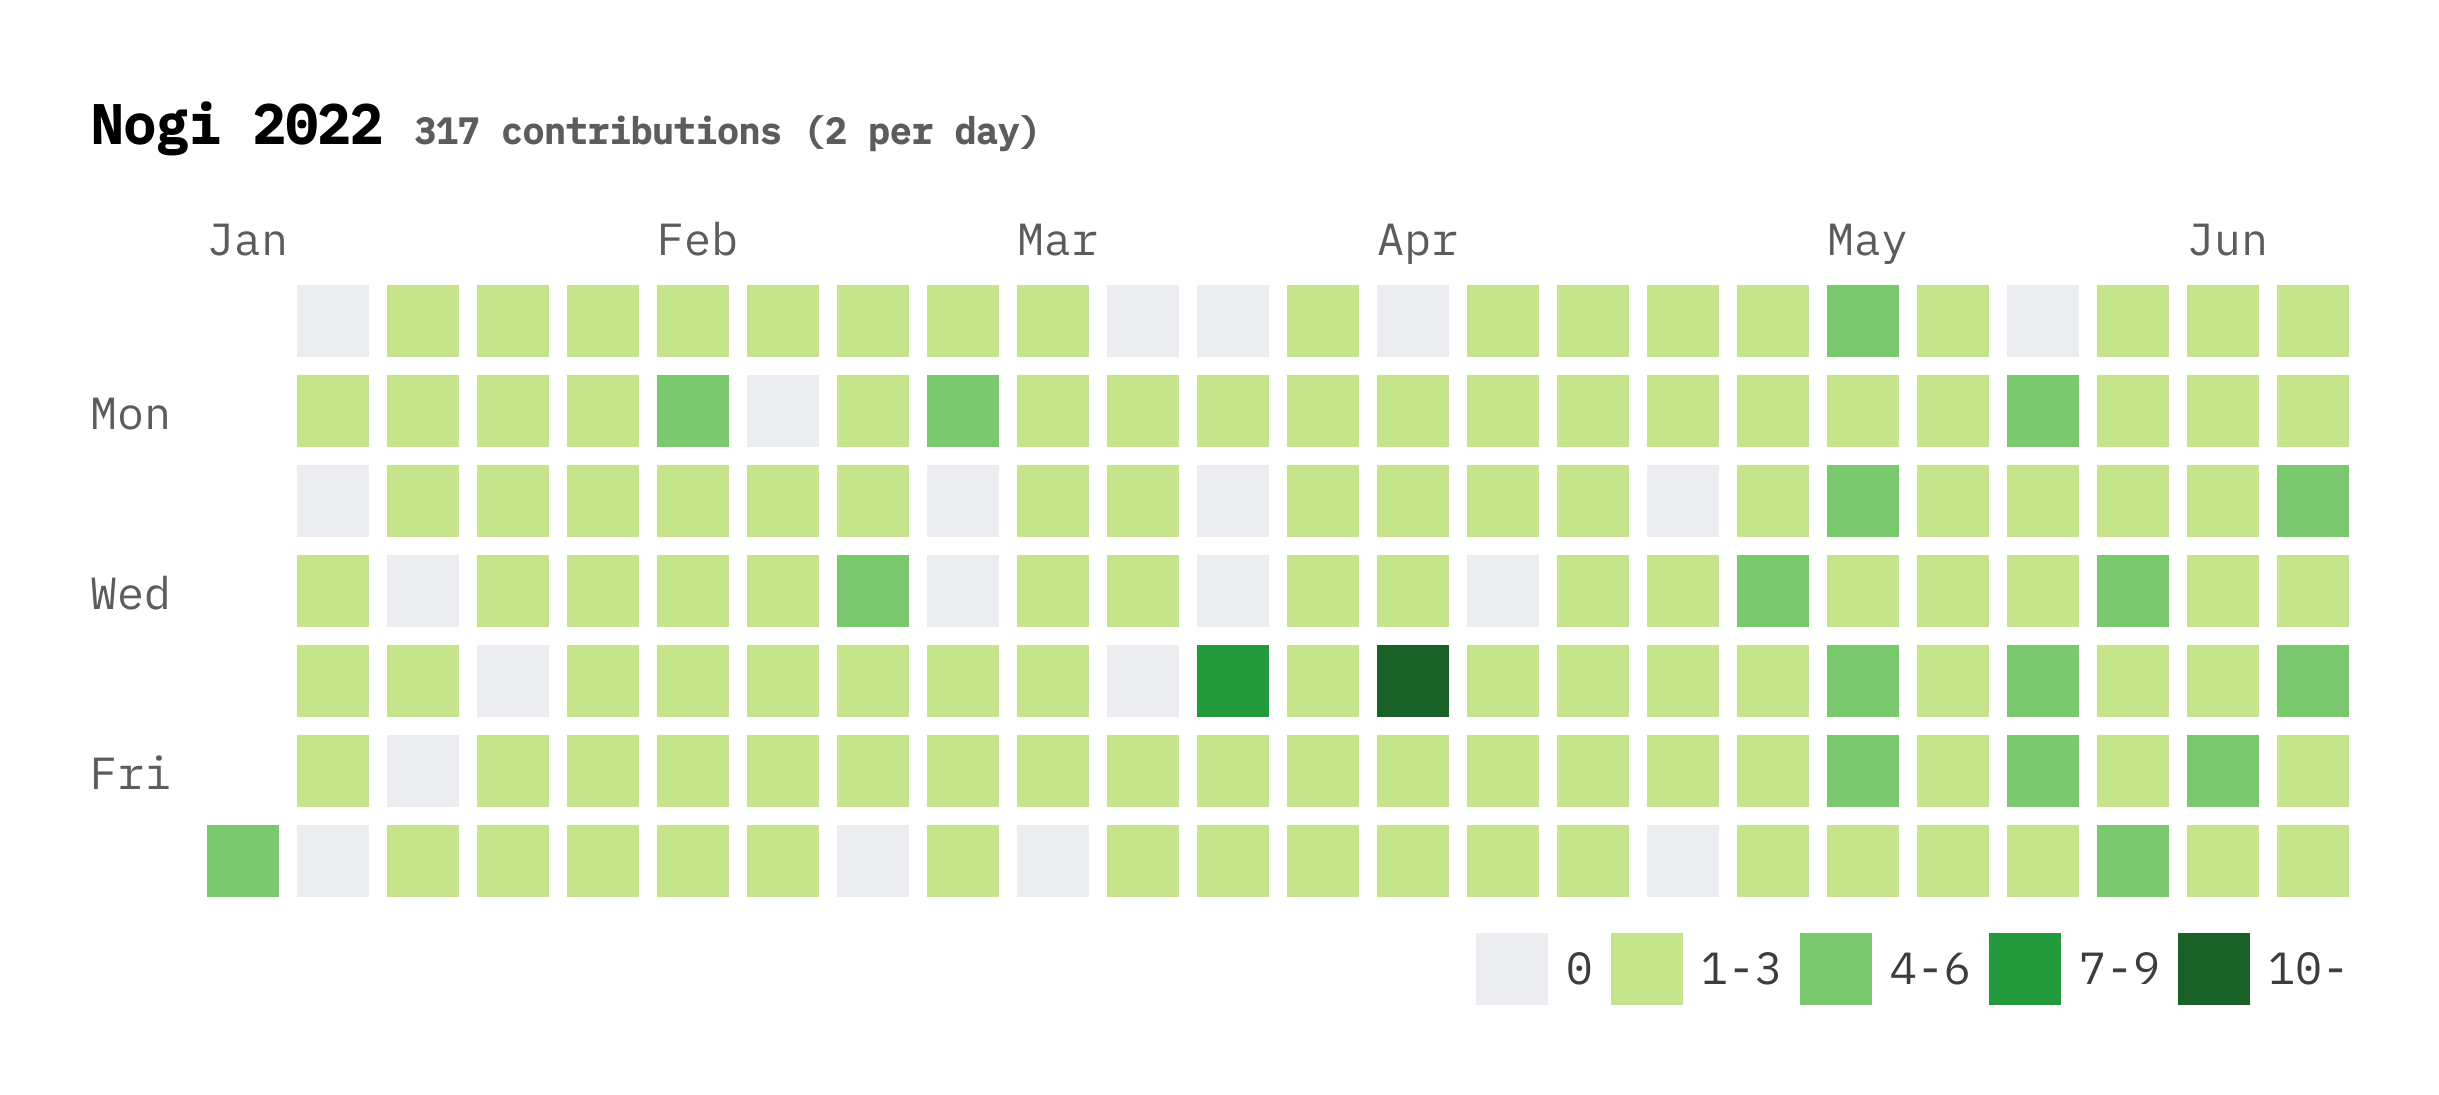 Nogi 2022 317 contributions (2 per day)
Jan Feb Mar Apr May Jun
Mon
Wed
Fri
0 1-3 4-6 7-9 10-